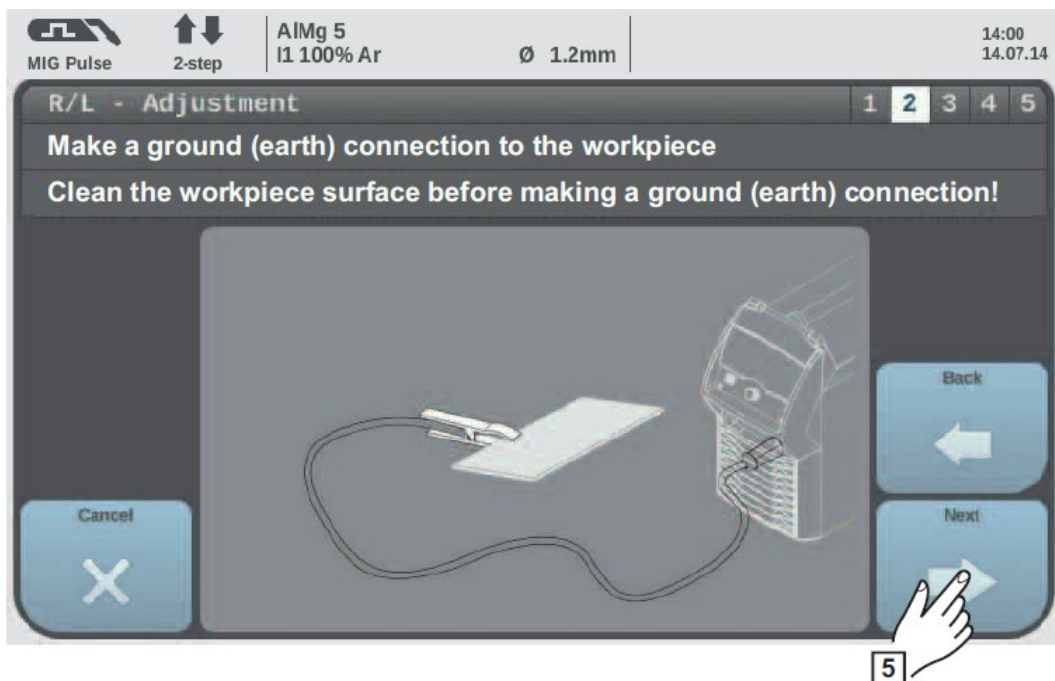 MIG Pulse
2-step
AlMg 5
I1 100% Ar
Ø 1.2mm
14:00
14.07.14
R/L - Adjustment
1 2 3 4 5
Make a ground (earth) connection to the workpiece
Clean the workpiece surface before making a ground (earth) connection!
Back
Cancel
Next
5